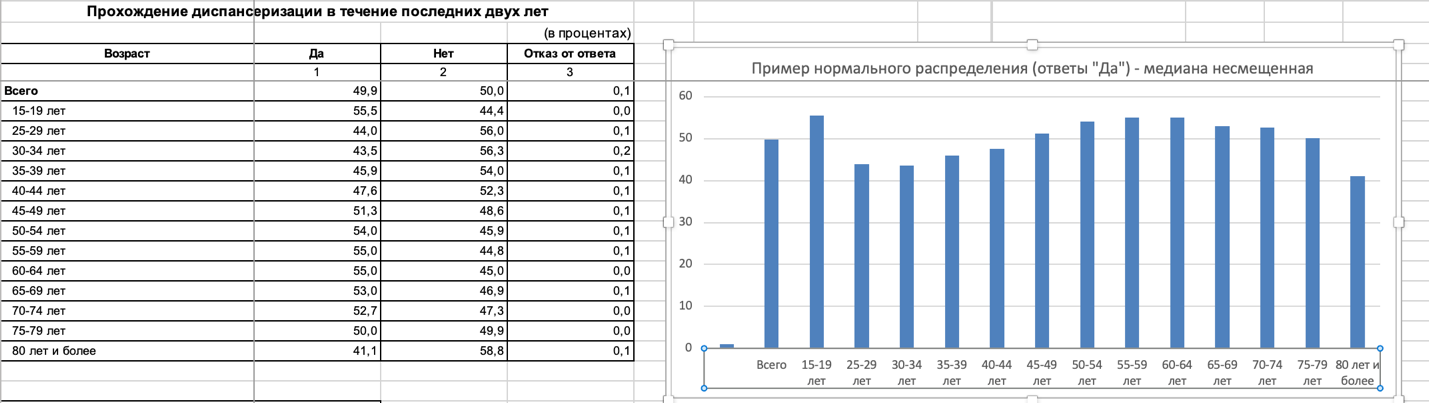 Прохождение диспансеризации в течение последних двух лет
(в процентах)
Возраст Да Нет Отказ от ответа
1 2 3
Всего 49,9 50,0 0,1
15-19 лет 55,5 44,4 0,0
25-29 лет 44,0 56,0 0,1
30-34 лет 43,5 56,3 0,2
35-39 лет 45,9 54,0 0,1
40-44 лет 47,6 52,3 0,1
45-49 лет 51,3 48,6 0,1
50-54 лет 54,0 45,9 0,1
55-59 лет 55,0 44,8 0,1
60-64 лет 55,0 45,0 0,0
65-69 лет 53,0 46,9 0,1
70-74 лет 52,7 47,3 0,0
75-79 лет 50,0 49,9 0,0
80 лет и более 41,1 58,8 0,1
Пример нормального распределения (ответы "Да") - медиана несмещенная
60
50
40
30
20
10
0
Всего 15-19 25-29 30-34 35-39 40-44 45-49 50-54 55-59 60-64 65-69 70-74 75-79 80 лет и
лет лет лет лет лет лет лет лет лет лет лет лет более